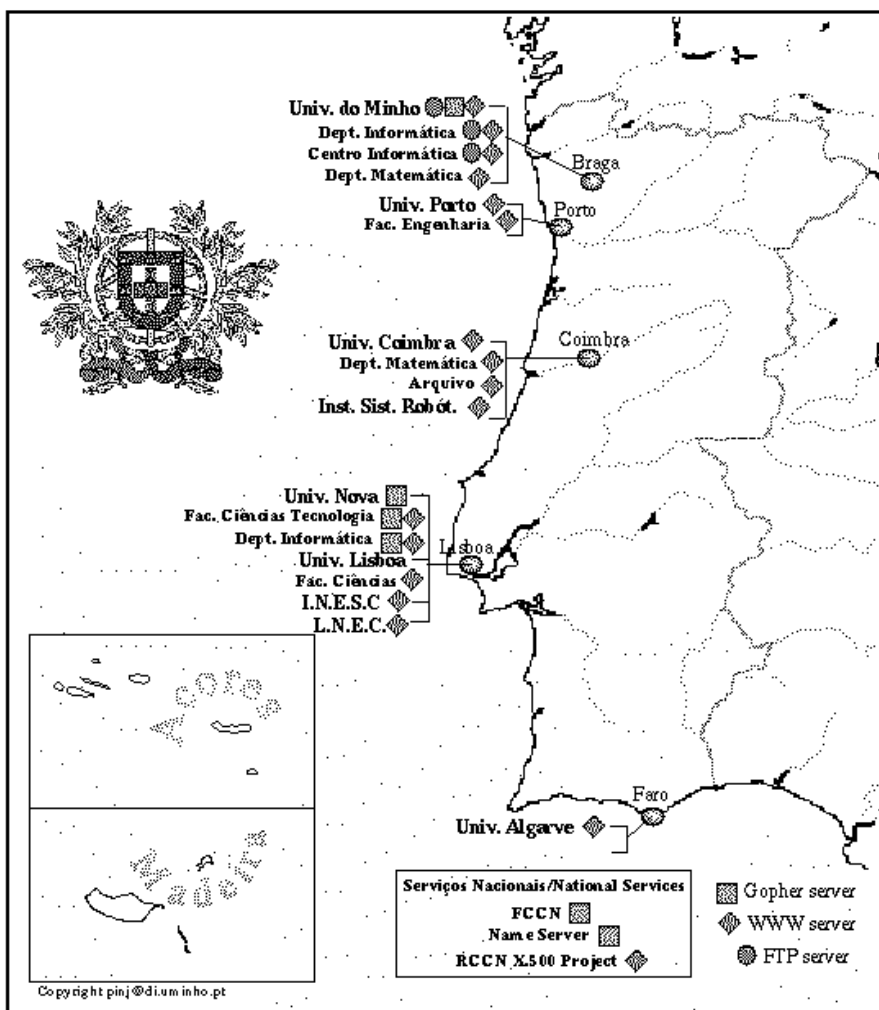 Univ. do Minho
Dept. Informática
Centro Informática
Dept. Matemática
Braga
Univ. Porto
Fac. Engenharia
Porto
Univ. Coimbra
Dept. Matemática
Arquivo
Inst. Sist. Robót.
Coimbra
Univ. Nova
Fac. Ciências Tecnologia
Dept. Informática
Univ. Lisboa
Fac. Ciências
I.N.E.S.C
L.N.E.C.
Lisboa
Acores
Madeira
Faro
Univ. Algarve
Serviços Nacionais/National Services
FCCN
Name Server
RCCN X.500 Project
Gopher server
WWW server
FTP server
Copyright pinj@di.uminho.pt